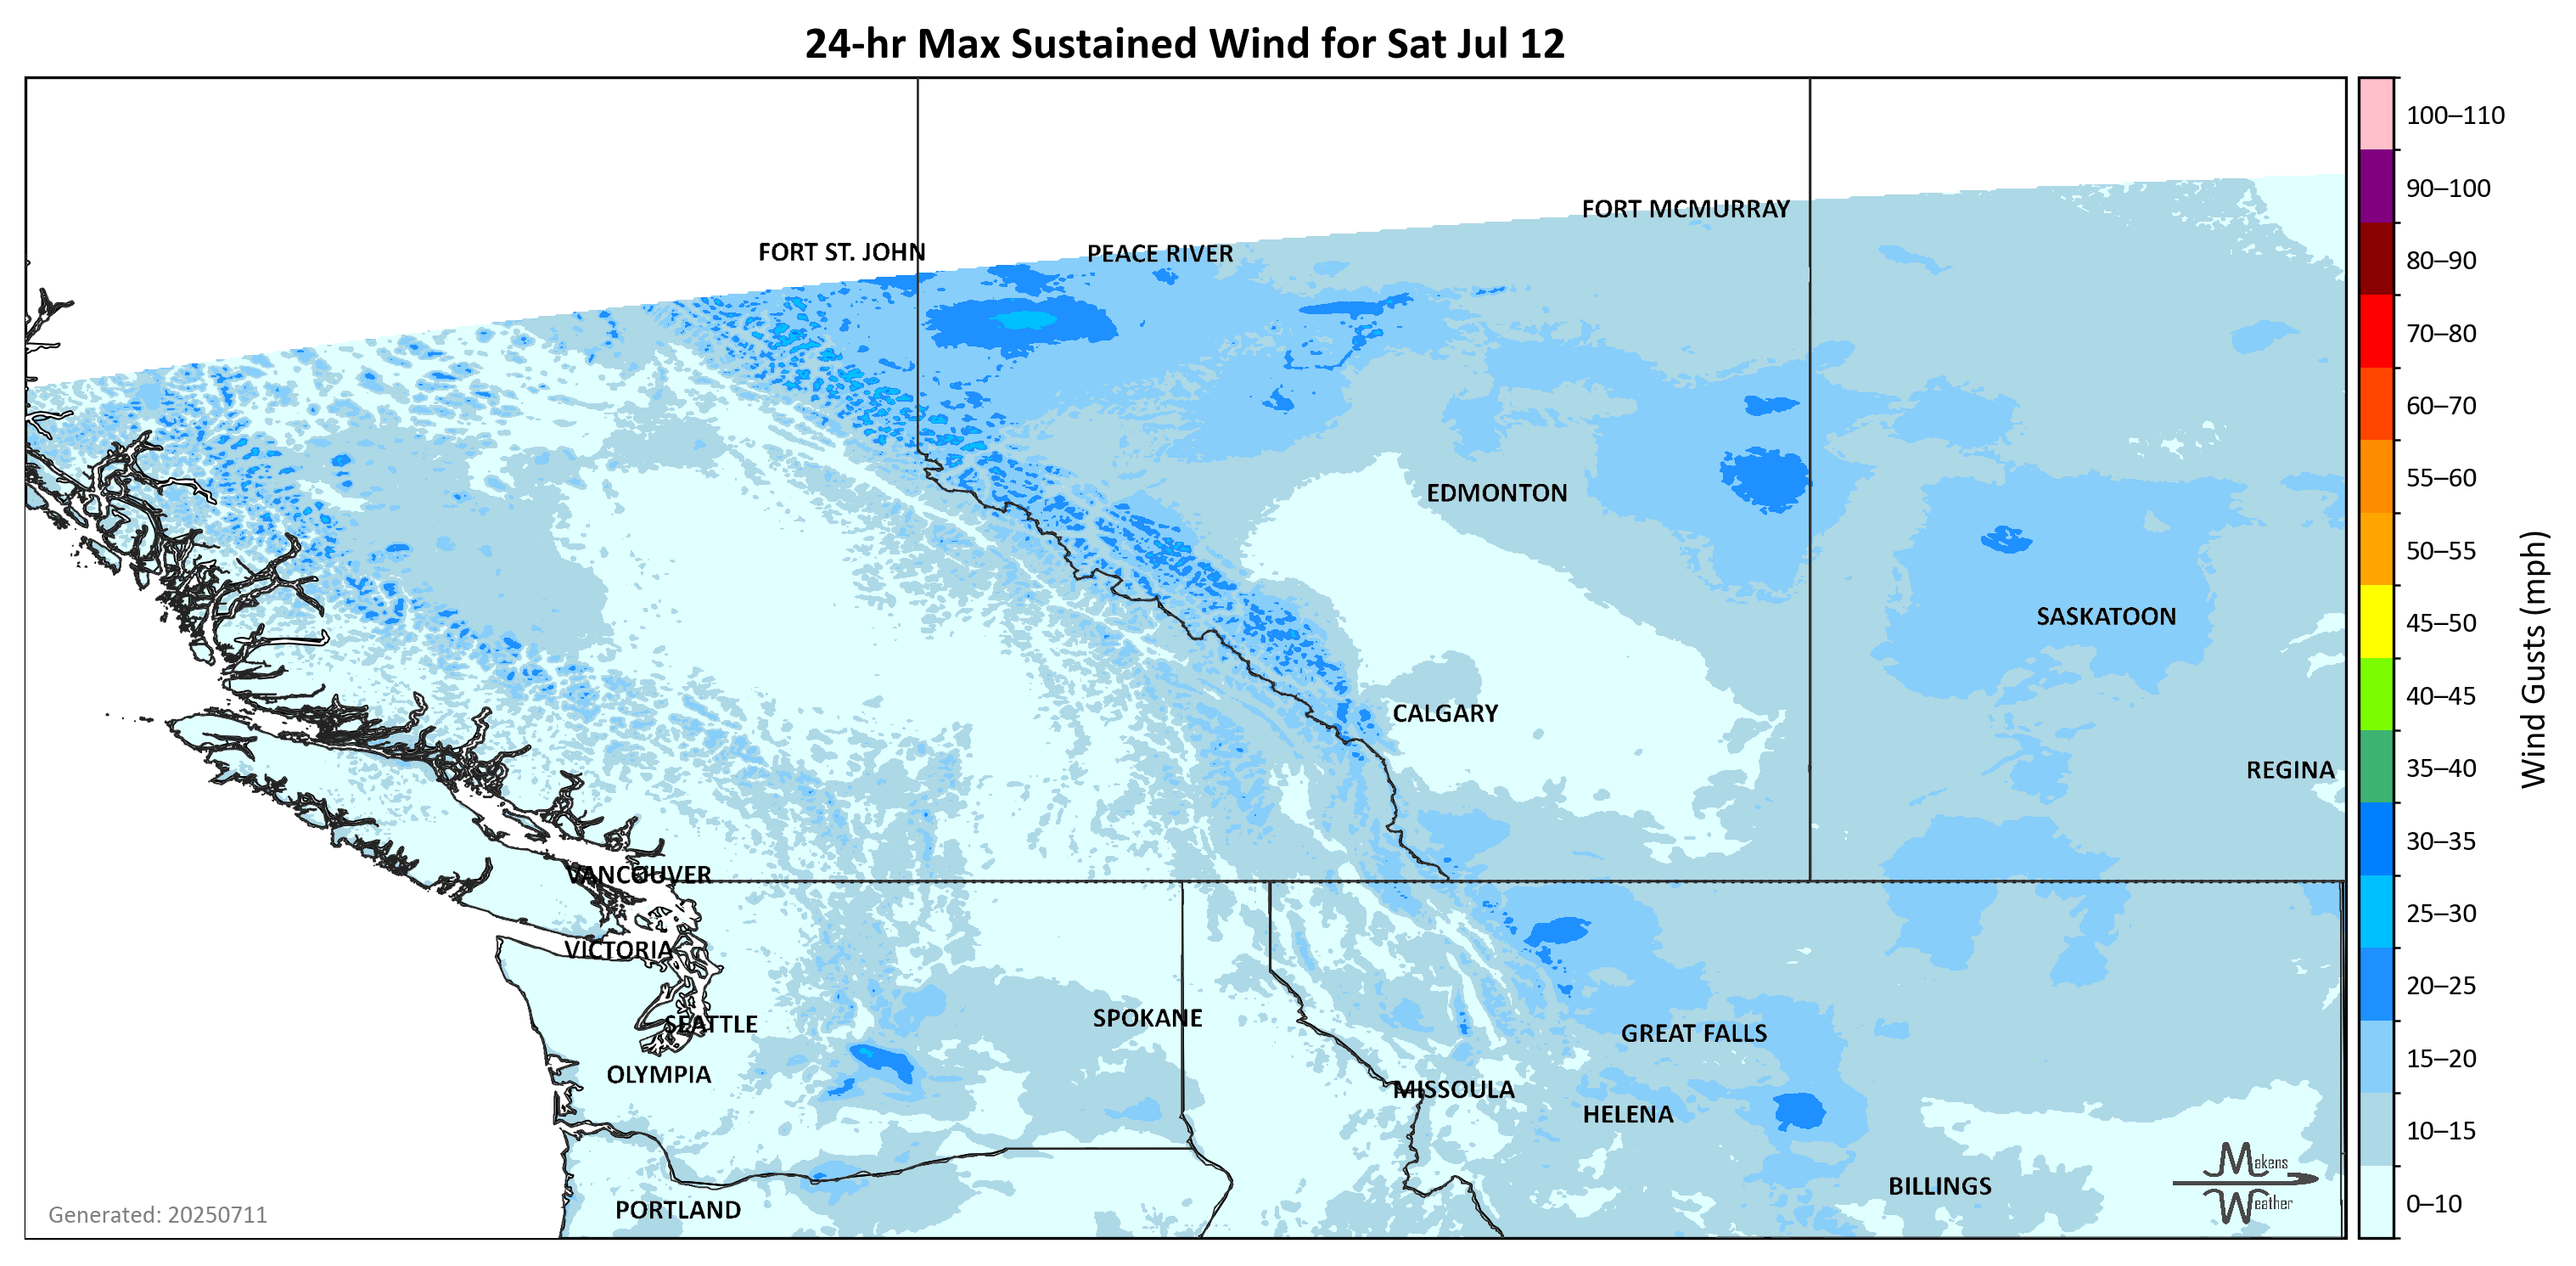 24-hr Max Sustained Wind for Sat Jul 12
FORT MCMURRAY
FORT ST. JOHN
PEACE RIVER
EDMONTON
SASKATOON
CALGARY
REGINA
VANCOUVER
VICTORIA
SEATTLE
SPOKANE
GREAT FALLS
OLYMPIA
MISSOULA
HELENA
BILLINGS
PORTLAND
Makens
Weather
Generated: 20250711
100–110
90–100
80–90
70–80
60–70
55–60
50–55
45–50
40–45
35–40
30–35
25–30
20–25
15–20
10–15
0–10
Wind Gusts (mph)